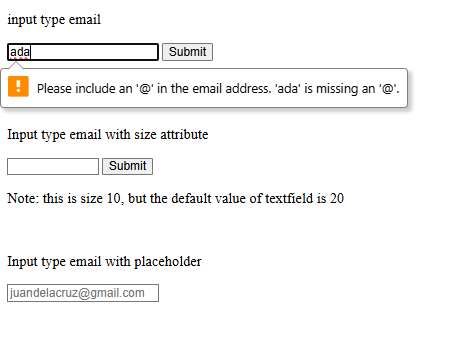 input type email
ada Submit
! Please include an '@' in the email address. 'ada' is missing an '@'.
Input type email with size attribute
Submit
Note: this is size 10, but the default value of textfield is 20
Input type email with placeholder
juandelacruz@gmail.com